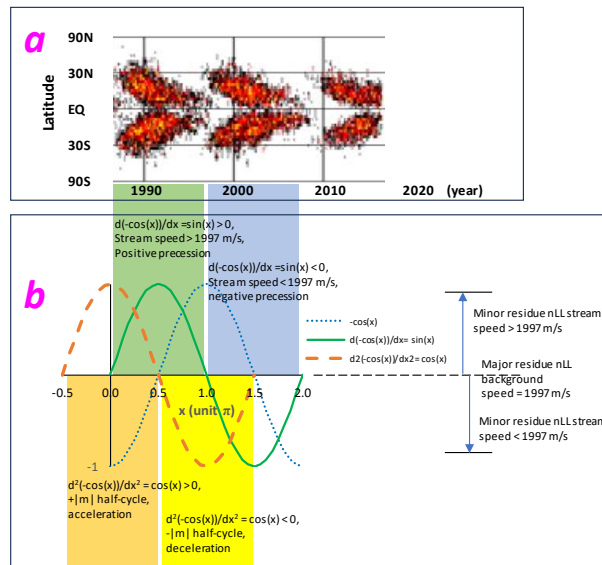 a
Latitude
90N
30N
EQ
30S
90S
1990 2000 2010 2020 (year)
b
d(-cos(x))/dx =sin(x) > 0,
Stream speed > 1997 m/s,
Positive precession
d(-cos(x))/dx =sin(x) < 0,
Stream speed < 1997 m/s,
negative precession
-cos(x)
d(-cos(x))/dx= sin(x)
d2(-cos(x))/dx2= cos(x)
Minor residue nLL stream
speed > 1997 m/s
Major residue nLL
background
speed = 1997 m/s
Minor residue nLL stream
speed < 1997 m/s
-0.5 0.0 0.5 1.0 1.5 2.0
x (unit π)
-1
d²(-cos(x))/dx² = cos(x) > 0,
+|m| half-cycle,
acceleration
d²(-cos(x))/dx² = cos(x) < 0,
-|m| half-cycle,
deceleration